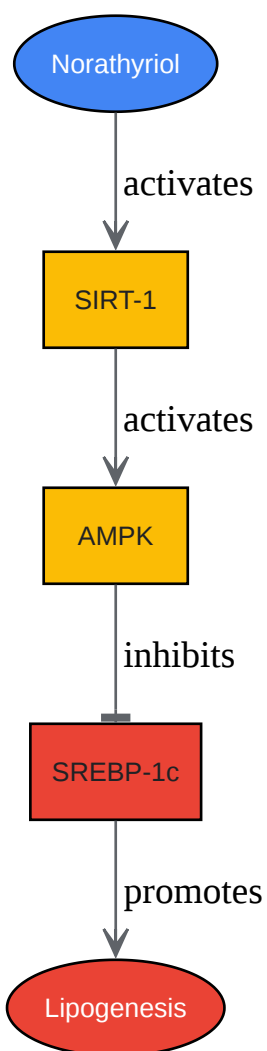 Norathyriol
activates
SIRT-1
activates
AMPK
inhibits
SREBP-1c
promotes
Lipogenesis